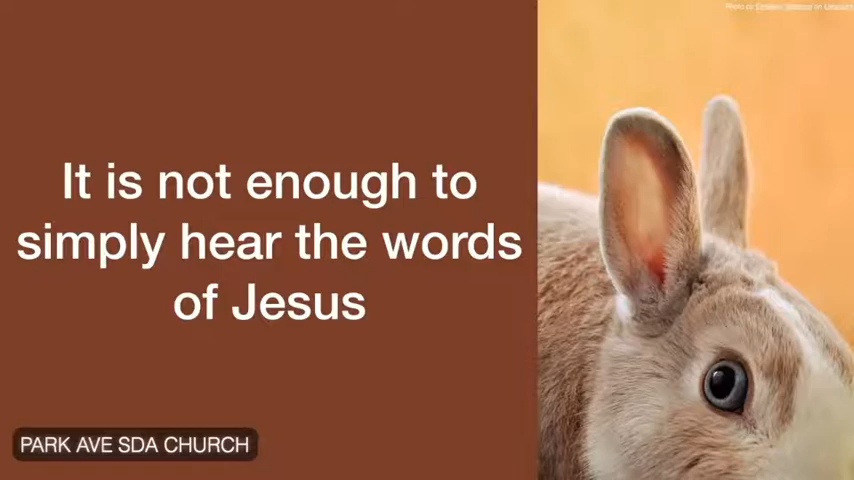 It is not enough to
simply hear the words
of Jesus
PARK AVE SDA CHURCH